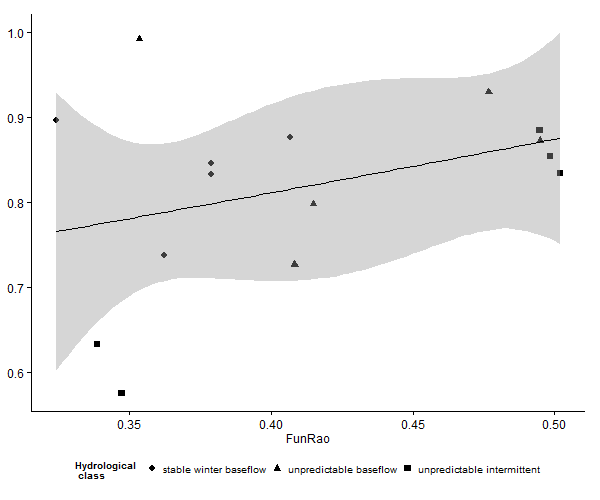 1.0
0.9
0.8
0.7
0.6
0.35 0.40 0.45 0.50
FunRao
Hydrological
class
stable winter baseflow unpredictable baseflow unpredictable intermittent